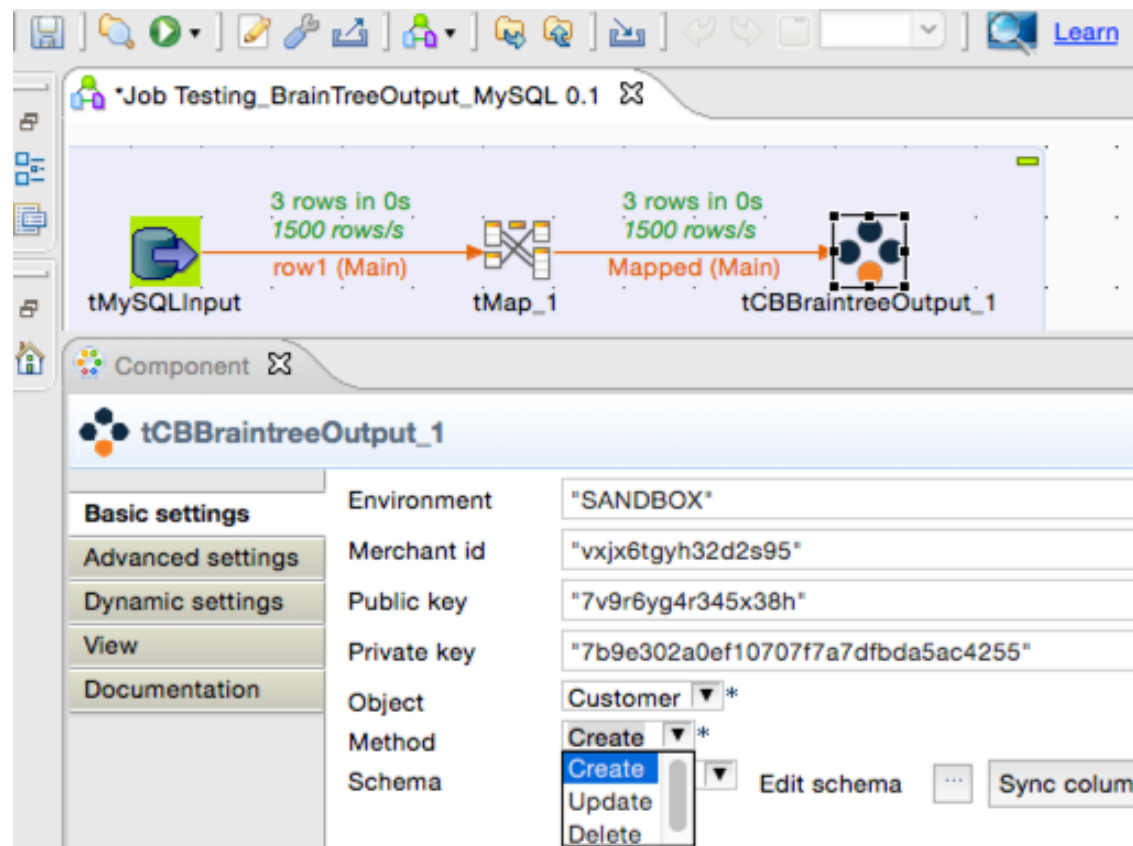 Learn
*Job Testing_BrainTreeOutput_MySQL 0.1
3 rows in 0s
1500 rows/s
row1 (Main)
3 rows in 0s
1500 rows/s
Mapped (Main)
tMySQLInput
tMap_1
tCBBraintreeOutput_1
Component
tCBBraintreeOutput_1
Basic settings
Advanced settings
Dynamic settings
View
Documentation
Environment "SANDBOX"
Merchant id "vxjx6tgyh32d2s95"
Public key "7v9r6yg4r345x38h"
Private key "7b9e302a0ef10707f7a7dfbda5ac4255"
Object Customer *
Method Create *
Create
Update
Delete
Schema Edit schema ... Sync colum